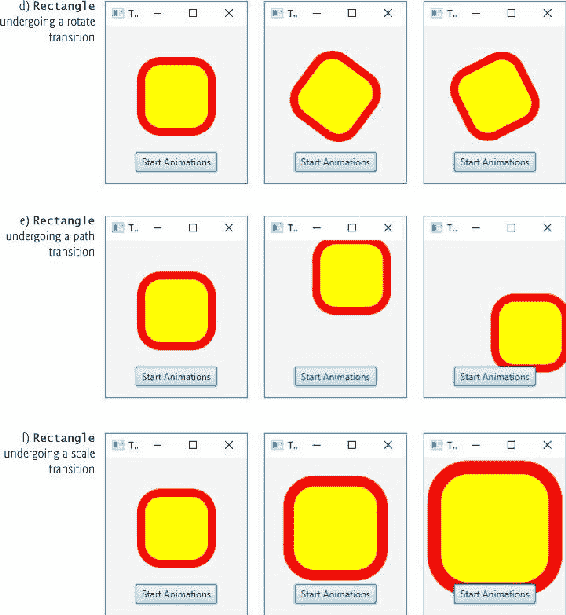 d) Rectangle
undergoing a rotate
transition
T..
T..
T..
Start Animations
Start Animations
Start Animations
e) Rectangle
undergoing a path
transition
T..
T..
T..
Start Animations
Start Animations
Start Animations
f) Rectangle
undergoing a scale
transition
T..
T..
T..
Start Animations
Start Animations
Start Animations